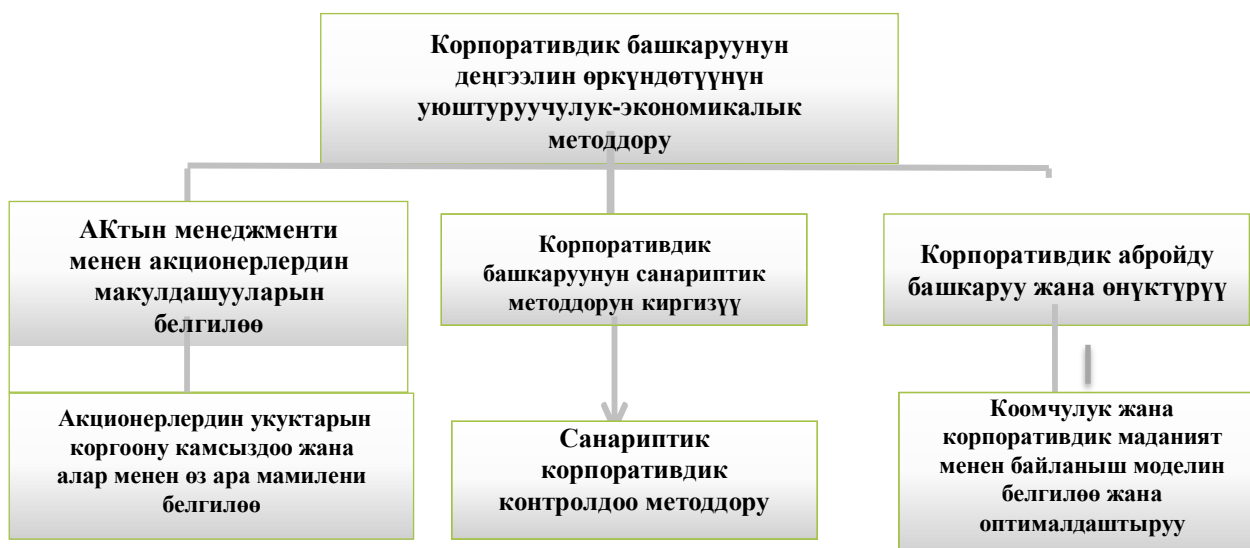 Корпоративдик башкаруунун
деңгээлин өркүндөтүүнүн
уюштуруучулук-экономикалык
методдору
АКтын менеджменти
менен акционерлердин
макулдашууларын
белгилөө
Корпоративдик
башкаруунун санариптик
методдорун киргизүү
Корпоративдик абройду
башкаруу жана өнүктүрүү
Акционерлердин укуктарын
коргоону камсыздоо жана
алар менен өз ара мамилени
белгилөө
Санариптик
корпоративдик
контролдоо методдору
Коомчулук жана
корпоративдик маданият
менен байланыш моделин
белгилөө жана
оптималдаштыруу